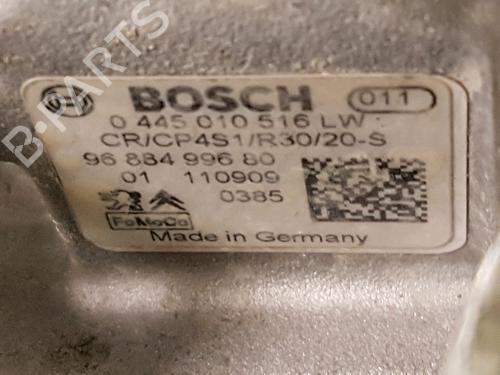 BOSCH 011
0 445 010 516 LW
CR/CP4S1/R30/20-S
96 884 996 80
01 110909
0385
FoMoCo
Made in Germany
B-PARTS